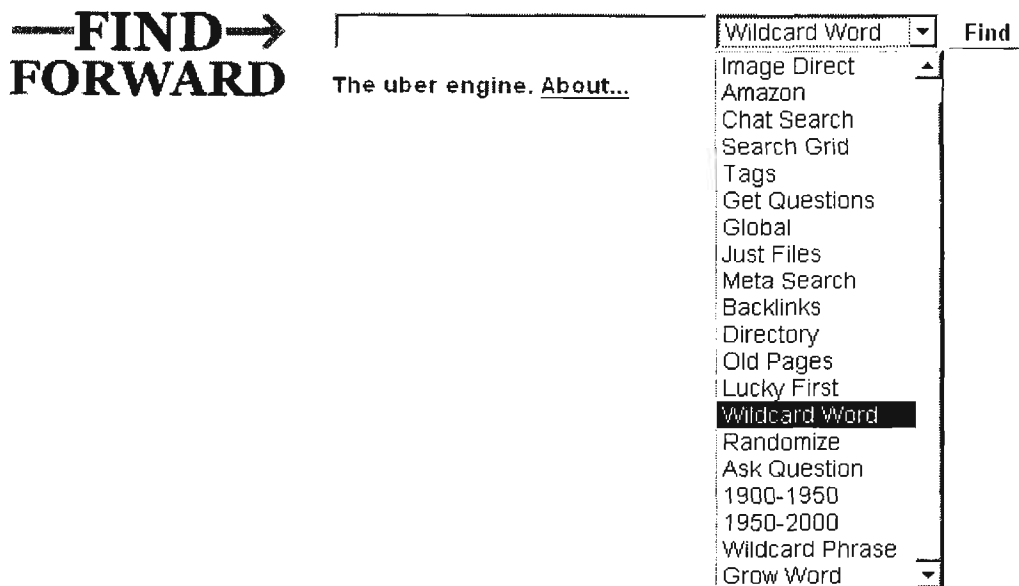 FIND
FORWARD
Wildcard Word
Find
The uber engine. About...
Image Direct
Amazon
Chat Search
Search Grid
Tags
Get Questions
Global
Just Files
Meta Search
Backlinks
Directory
Old Pages
Lucky First
Wildcard Word
Randomize
Ask Question
1900-1950
1950-2000
Wildcard Phrase
Grow Word